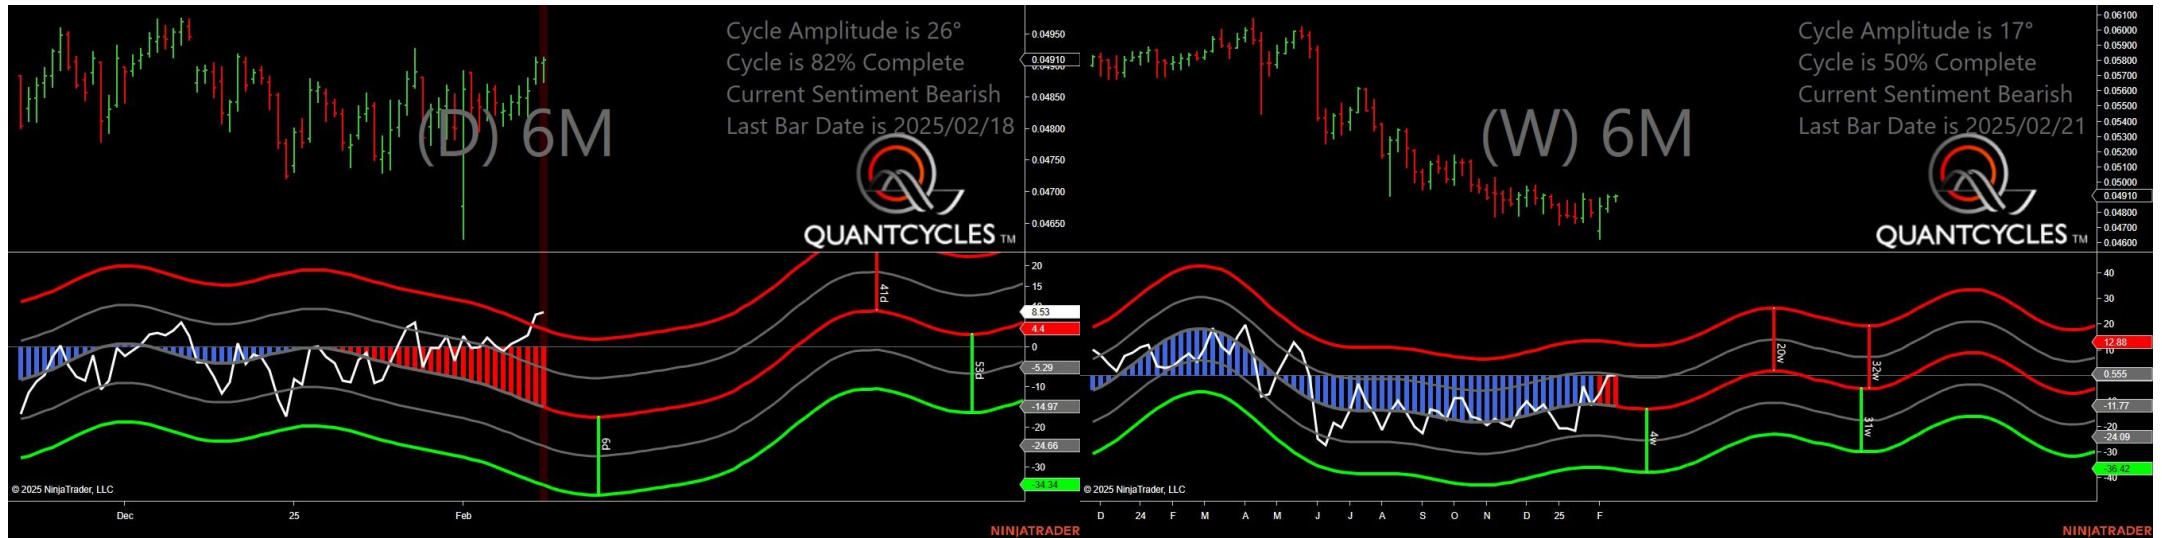 Cycle Amplitude is 26°
Cycle is 82% Complete
Current Sentiment Bearish
Last Bar Date is 2025/02/18
(D) 6M
QUANTCYCLES TM
0.04950
0.04910
0.04850
0.04800
0.04750
0.04700
0.04650
41d
53d
6d
20
15
8.53
4.4
0
-5.29
-10
-14.97
-20
-24.66
-30
-34.34
© 2025 NinjaTrader, LLC
Dec
25
Feb
NINJATRADER
Cycle Amplitude is 17°
Cycle is 50% Complete
Current Sentiment Bearish
Last Bar Date is 2025/02/21
(W) 6M
QUANTCYCLES TM
0.06100
0.06000
0.05900
0.05800
0.05700
0.05600
0.05500
0.05400
0.05300
0.05200
0.05100
0.05000
0.04910
0.04800
0.04700
0.04600
20w
32w
4w
31w
40
30
20
12.88
10
0.555
-11.77
-20
-24.09
-30
-36.42
-40
© 2025 NinjaTrader, LLC
D
24
F
M
A
M
J
J
A
S
O
N
D
25
F
NINJATRADER